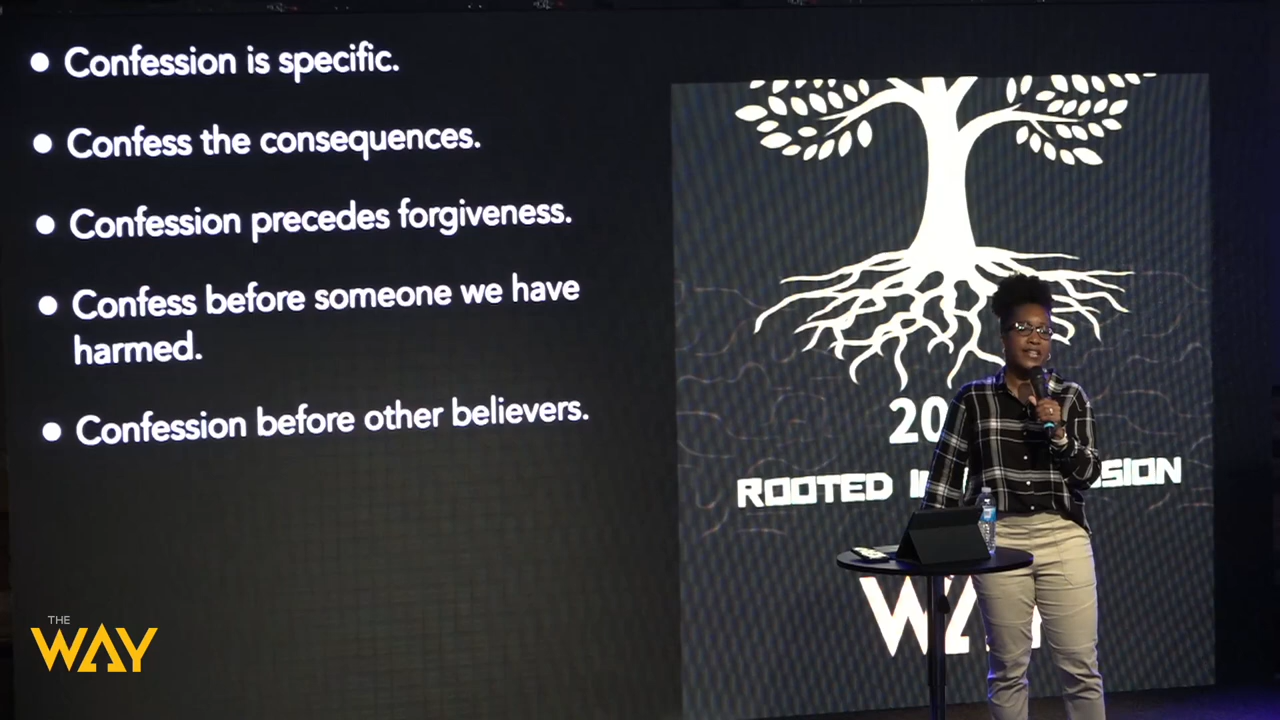 • Confession is specific.
• Confess the consequences.
• Confession precedes forgiveness.
• Confess before someone we have
harmed.
• Confession before other believers.
20
ROOTED
THE
WAY